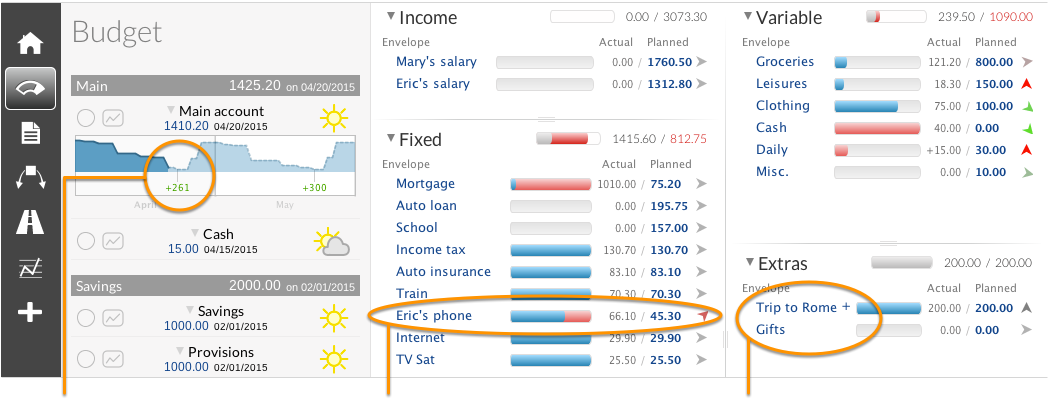 Budget
Main 1425.20 on 04/20/2015
Main account
1410.20 04/20/2015
+261 +300
April May
Cash
15.00 04/15/2015
Savings 2000.00 on 02/01/2015
Savings
1000.00 02/01/2015
Provisions
1000.00 02/01/2015
Income 0.00 / 3073.30
Envelope Actual Planned
Mary's salary 0.00 / 1760.50
Eric's salary 0.00 / 1312.80
Fixed 1415.60 / 812.75
Envelope Actual Planned
Mortgage 1010.00 / 75.20
Auto loan 0.00 / 195.75
School 0.00 / 157.00
Income tax 130.70 / 130.70
Auto insurance 83.10 / 83.10
Train 70.30 / 70.30
Eric's phone 66.10 / 45.30
Internet 29.90 / 29.90
TV Sat 25.50 / 25.50
Variable 239.50 / 1090.00
Envelope Actual Planned
Groceries 121.20 / 800.00
Leisures 18.30 / 150.00
Clothing 75.00 / 100.00
Cash 40.00 / 0.00
Daily +15.00 / 30.00
Misc. 0.00 / 10.00
Extras 200.00 / 200.00
Envelope Actual Planned
Trip to Rome + 200.00 / 200.00
Gifts 0.00 / 0.00